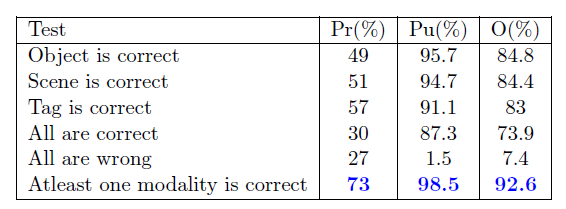 Test Pr(%) Pu(%) O(%)
Object is correct 49 95.7 84.8
Scene is correct 51 94.7 84.4
Tag is correct 57 91.1 83
All are correct 30 87.3 73.9
All are wrong 27 1.5 7.4
Atleast one modality is correct 73 98.5 92.6